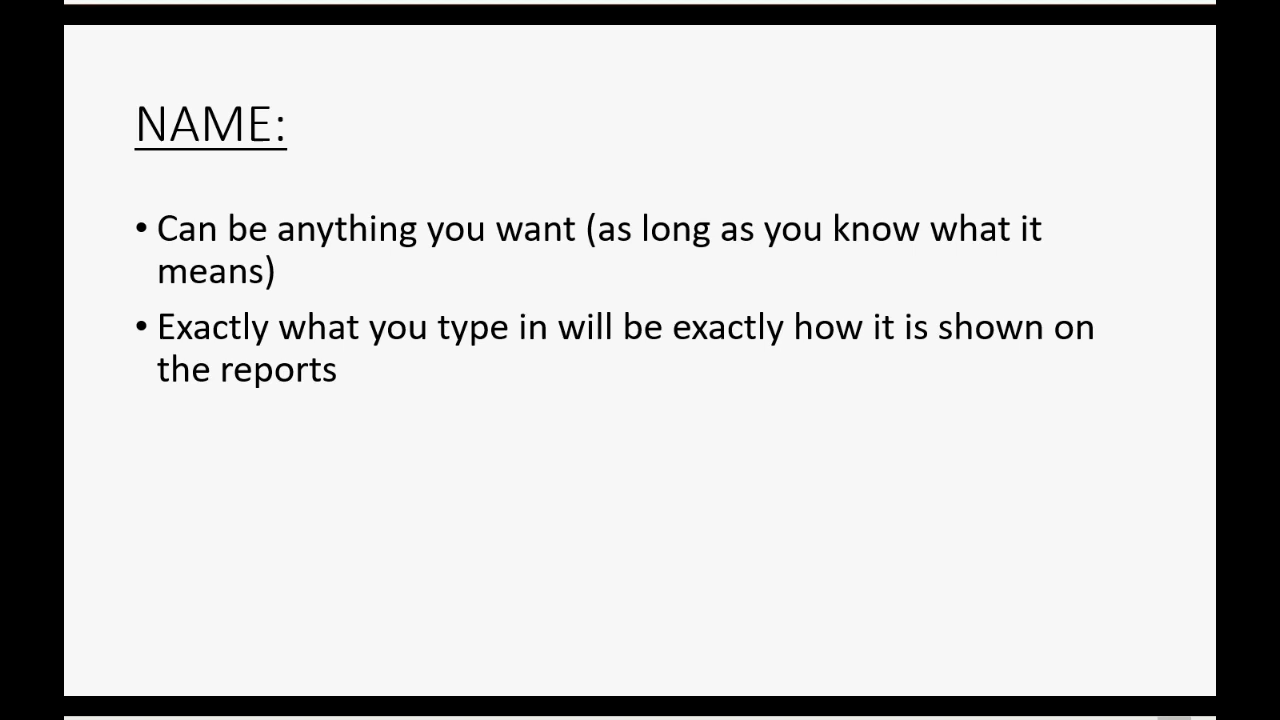 NAME:
• Can be anything you want (as long as you know what it
means)
• Exactly what you type in will be exactly how it is shown on
the reports